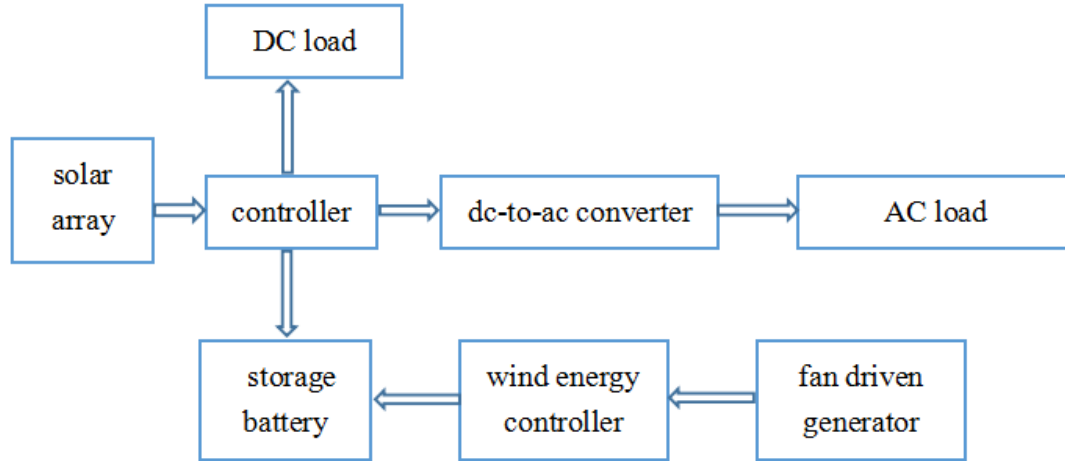 DC load
solar
array
controller
dc-to-ac converter
AC load
storage
battery
wind energy
controller
fan driven
generator